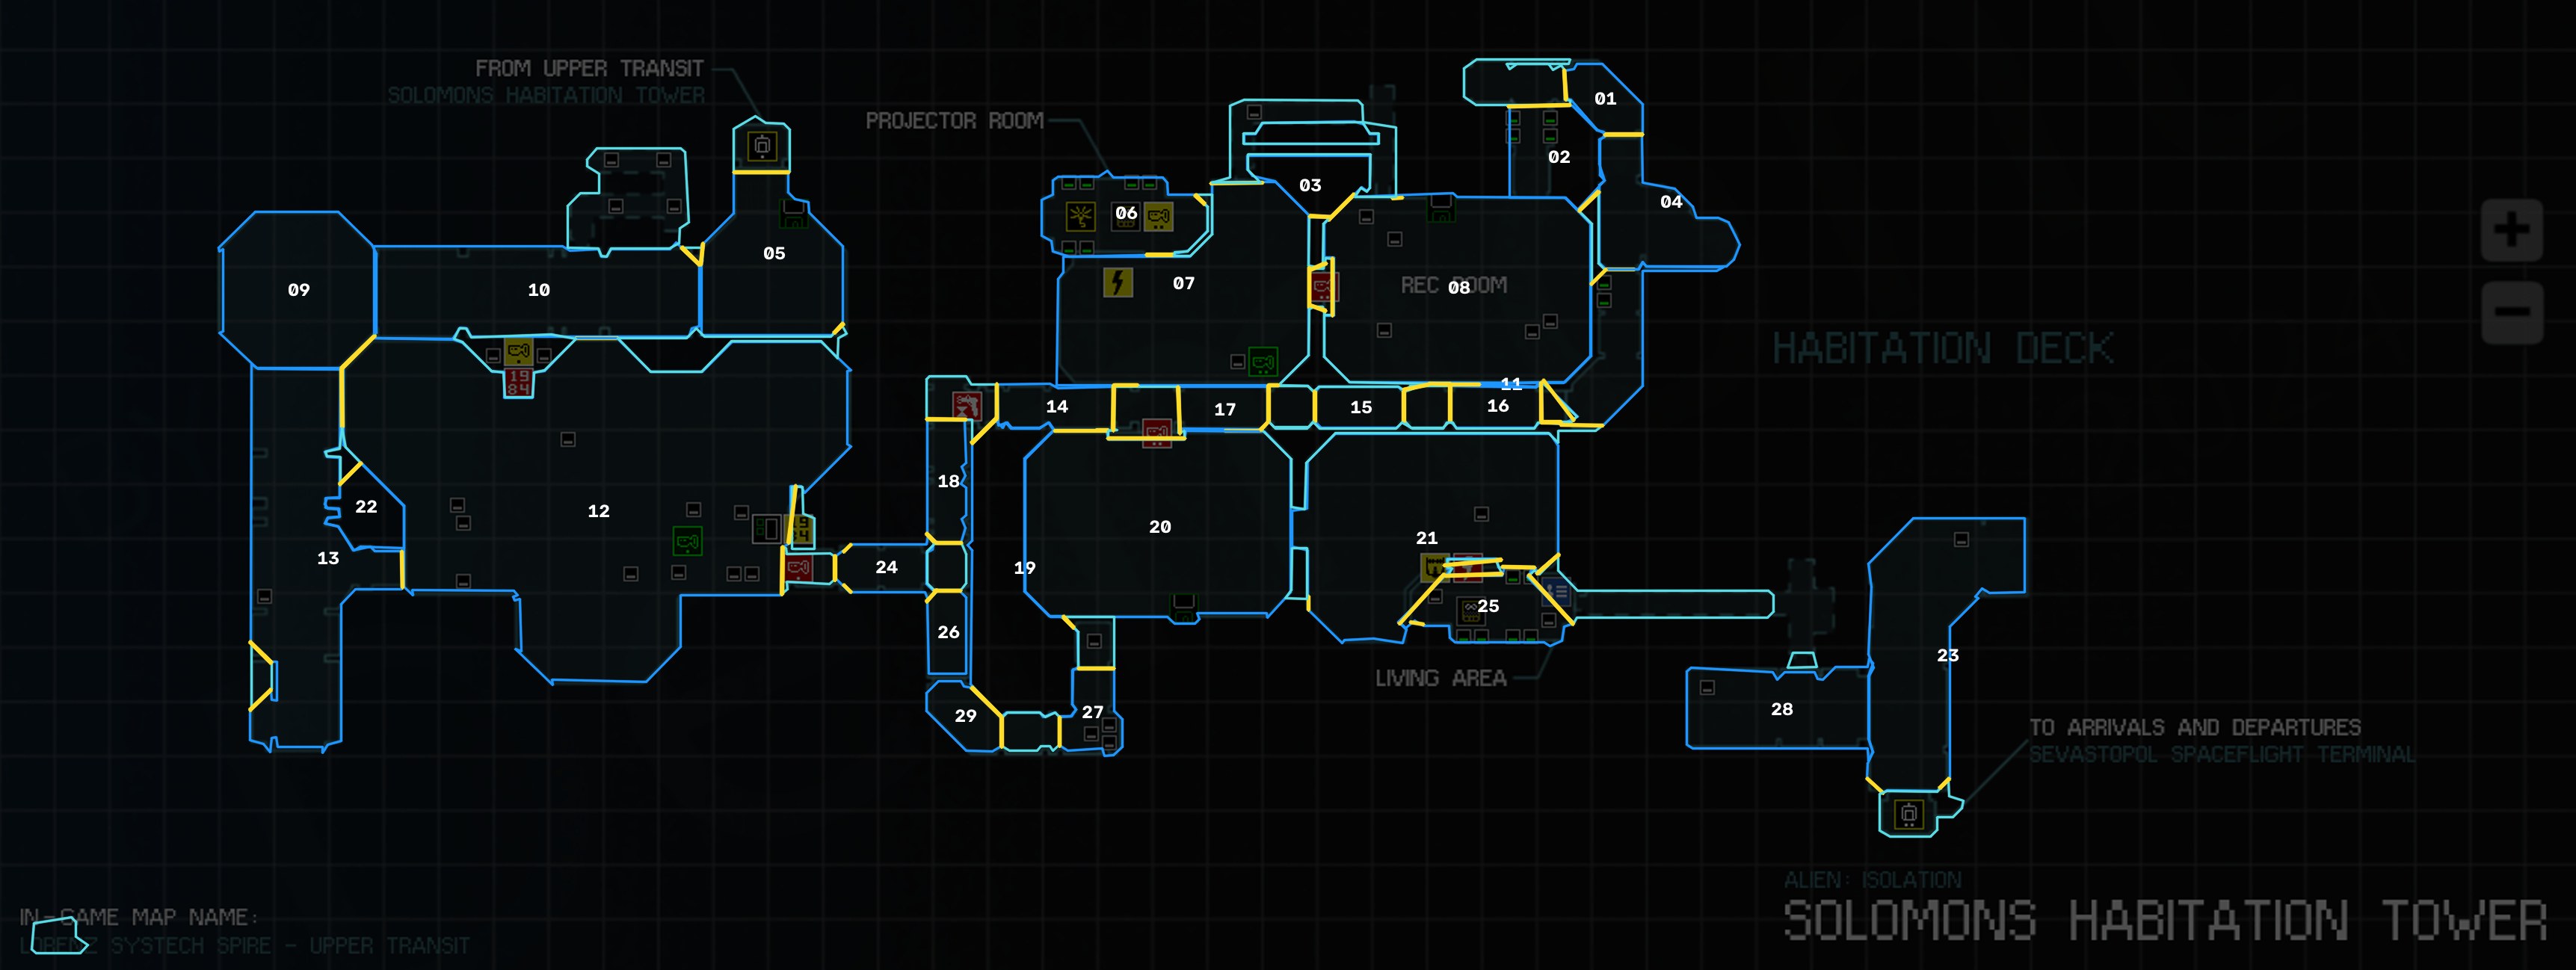 FROM UPPER TRANSIT
SOLOMONS HABITATION TOWER
PROJECTOR ROOM
01
02
03
04
05
06
07
REC ROOM
08
09
10
HABITATION DECK
11
12
13
14
15
16
17
18
19
20
21
22
23
24
25
26
27
28
29
19
84
LIVING AREA
TO ARRIVALS AND DEPARTURES
SEVASTOPOL SPACEFLIGHT TERMINAL
ALIEN: ISOLATION
SOLOMONS HABITATION TOWER
IN-GAME MAP NAME:
LORENZ SYSTECH SPIRE - UPPER TRANSIT